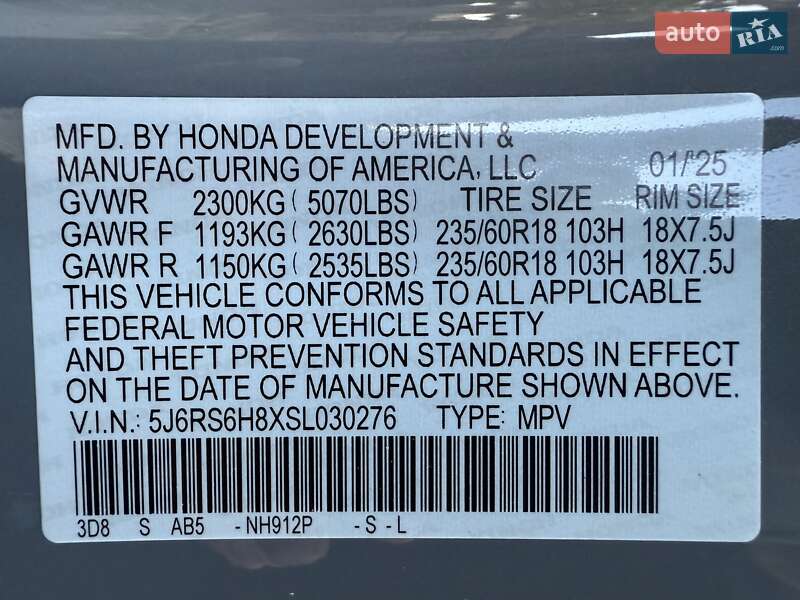 auto RIA
MFD. BY HONDA DEVELOPMENT &
MANUFACTURING OF AMERICA, LLC 01/'25
GVWR 2300KG( 5070LBS) TIRE SIZE RIM SIZE
GAWR F 1193KG( 2630LBS) 235/60R18 103H 18X7.5J
GAWR R 1150KG( 2535LBS) 235/60R18 103H 18X7.5J
THIS VEHICLE CONFORMS TO ALL APPLICABLE
FEDERAL MOTOR VEHICLE SAFETY
AND THEFT PREVENTION STANDARDS IN EFFECT
ON THE DATE OF MANUFACTURE SHOWN ABOVE.
V.I.N.: 5J6RS6H8XSL030276 TYPE: MPV
3D8 S AB5 -NH912P -S-L